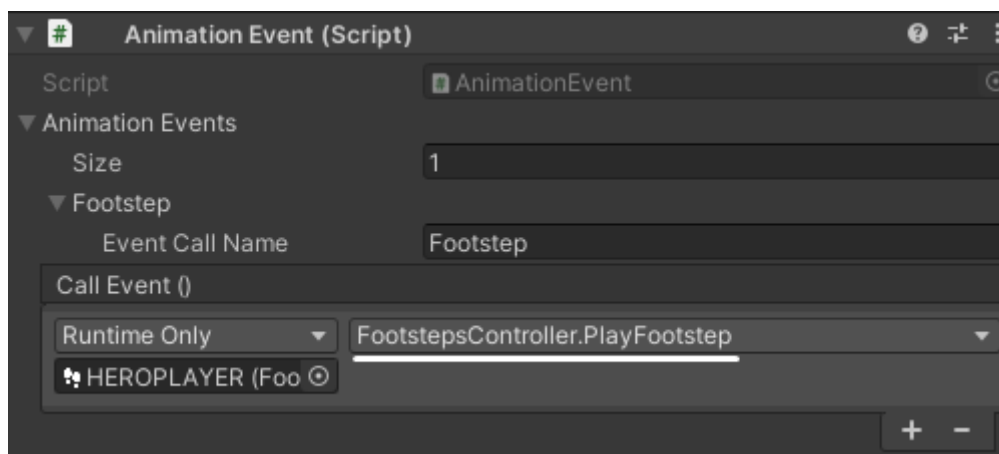 Animation Event (Script)
Script AnimationEvent
Animation Events
Size 1
Footstep
Event Call Name Footstep
Call Event ()
Runtime Only FootstepsController.PlayFootstep
HEROPLAYER (Foo
+ -